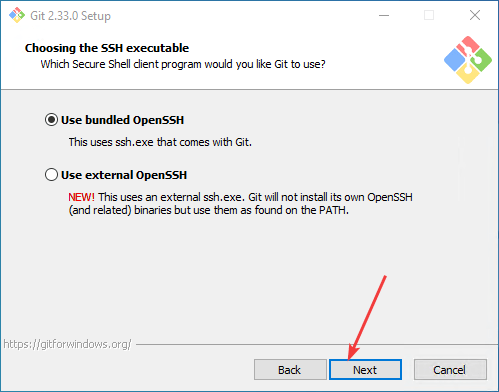 Git 2.33.0 Setup
Choosing the SSH executable
Which Secure Shell client program would you like Git to use?
Use bundled OpenSSH
This uses ssh.exe that comes with Git.
Use external OpenSSH
NEW! This uses an external ssh.exe. Git will not install its own OpenSSH
(and related) binaries but use them as found on the PATH.
https://gitforwindows.org/
Back
Next
Cancel